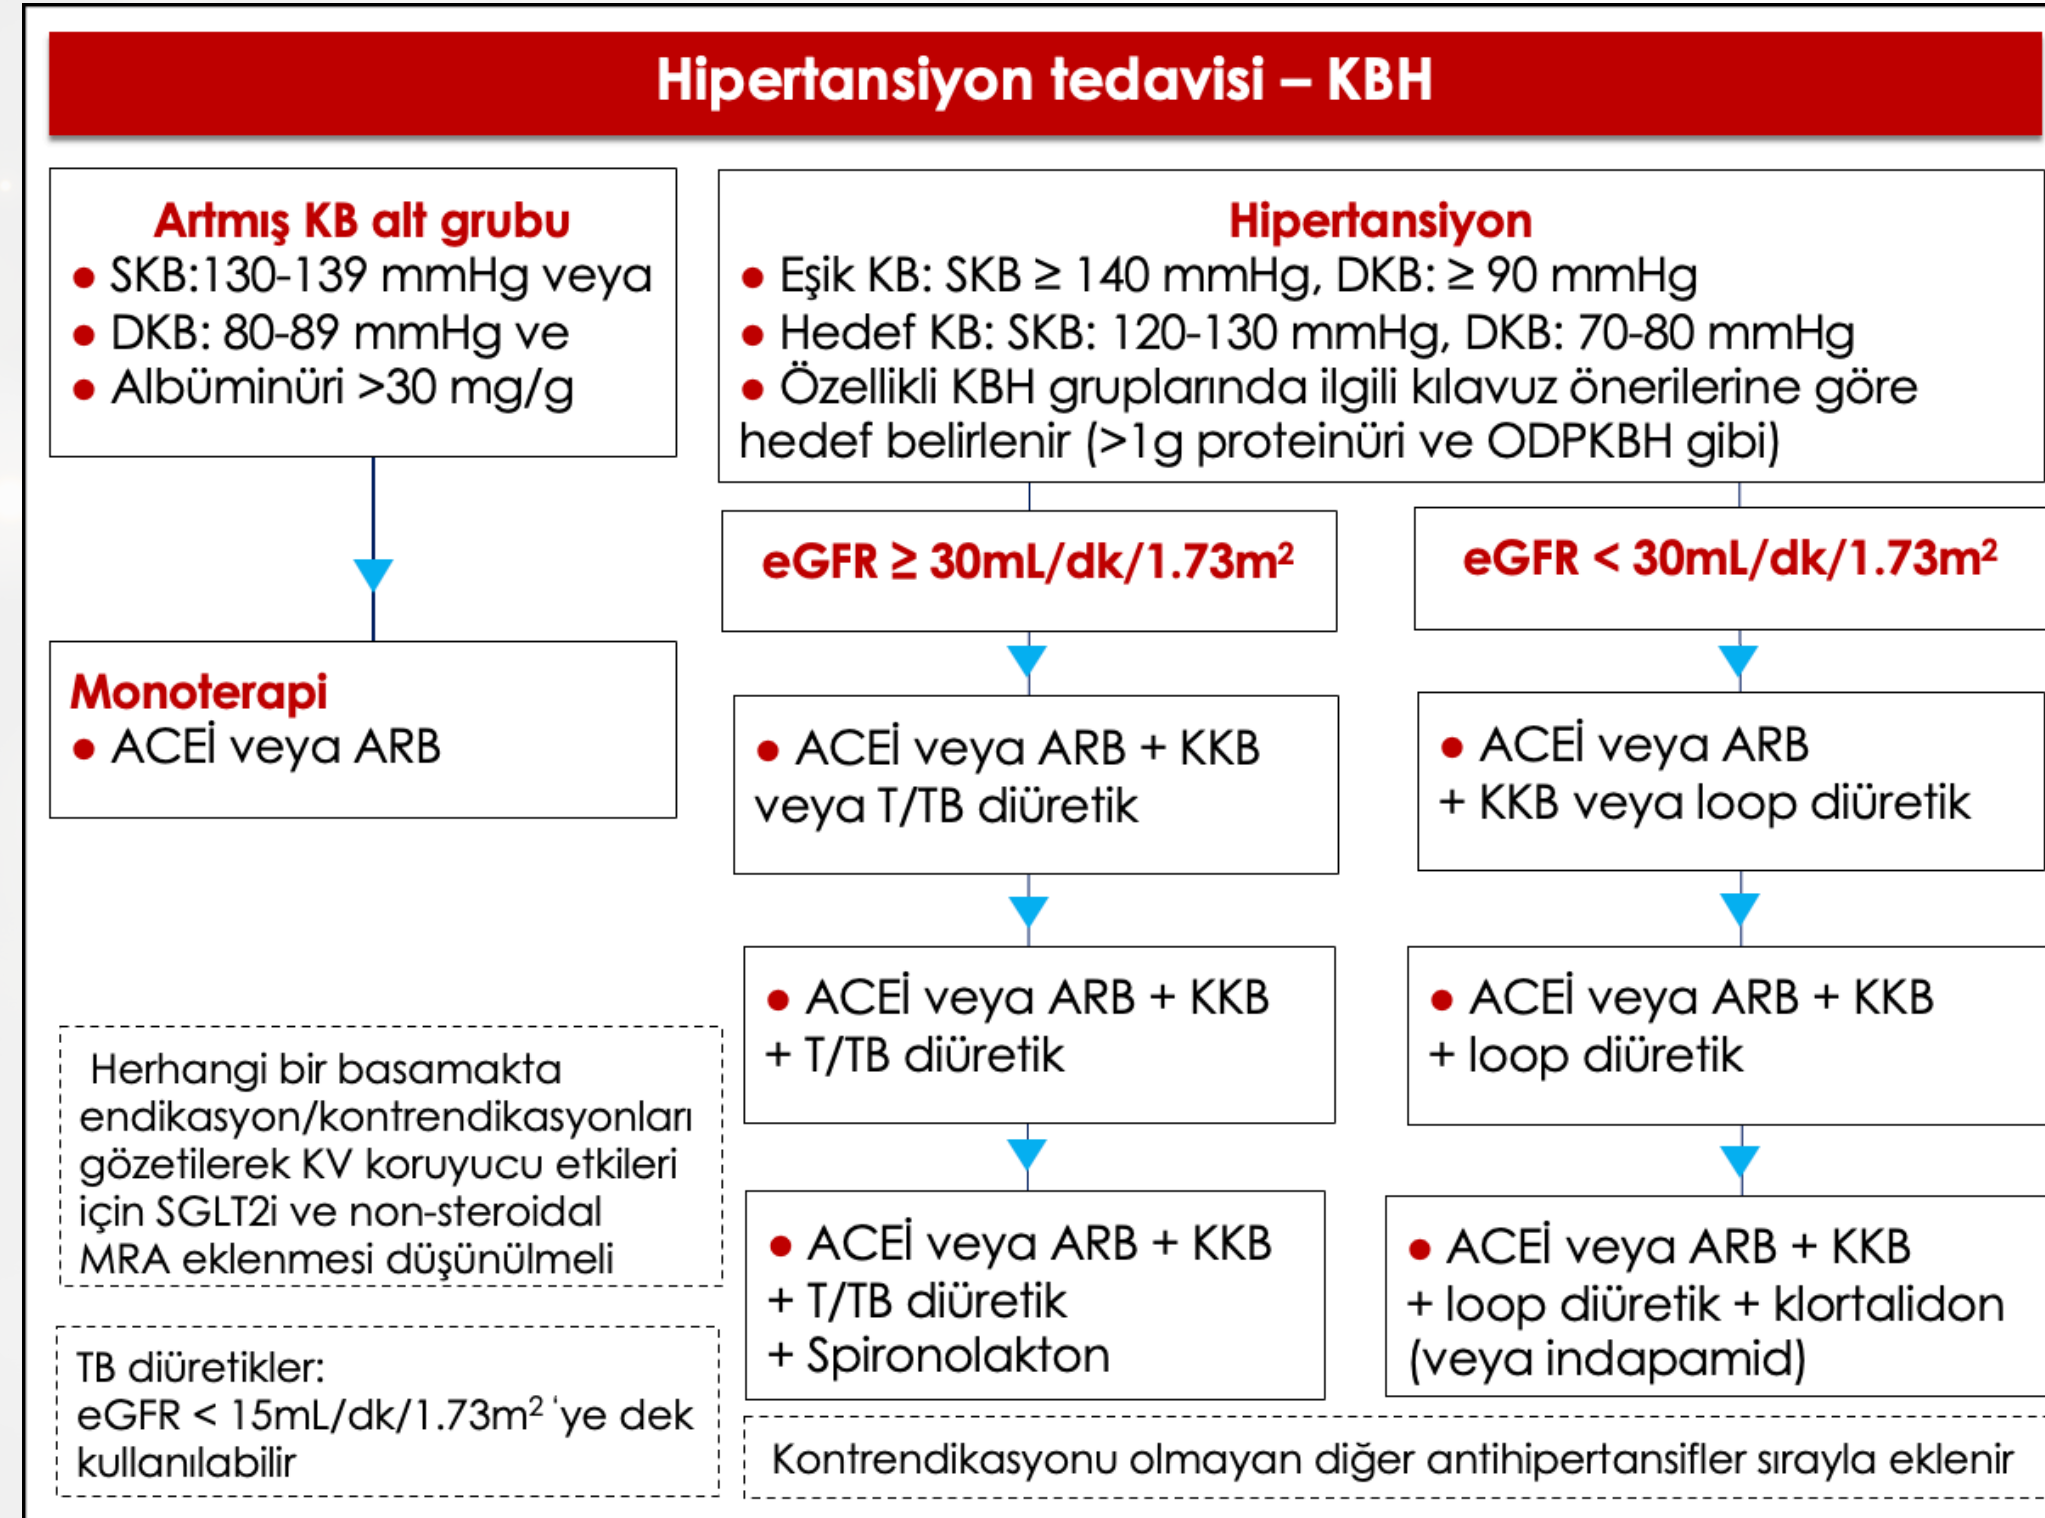 Hipertansiyon tedavisi – KBH
Artmış KB alt grubu
● SKB:130-139 mmHg veya
● DKB: 80-89 mmHg ve
● Albüminüri >30 mg/g
Monoterapi
● ACEİ veya ARB
Hipertansiyon
● Eşik KB: SKB ≥ 140 mmHg, DKB: ≥ 90 mmHg
● Hedef KB: SKB: 120-130 mmHg, DKB: 70-80 mmHg
● Özellikli KBH gruplarında ilgili kılavuz önerilerine göre
hedef belirlenir (>1g proteinüri ve ODPKBH gibi)
eGFR ≥ 30mL/dk/1.73m²
● ACEİ veya ARB + KKB
veya T/TB diüretik
● ACEİ veya ARB + KKB
+ T/TB diüretik
● ACEİ veya ARB + KKB
+ T/TB diüretik
+ Spironolakton
eGFR < 30mL/dk/1.73m²
● ACEİ veya ARB
+ KKB veya loop diüretik
● ACEİ veya ARB + KKB
+ loop diüretik
● ACEİ veya ARB + KKB
+ loop diüretik + klortalidon
(veya indapamid)
Herhangi bir basamakta
endikasyon/kontrendikasyonları
gözetilerek KV koruyucu etkileri
için SGLT2i ve non-steroidal
MRA eklenmesi düşünülmeli
TB diüretikler:
eGFR < 15mL/dk/1.73m² ‘ye dek
kullanılabilir
Kontrendikasyonu olmayan diğer antihipertansifler sırayla eklenir